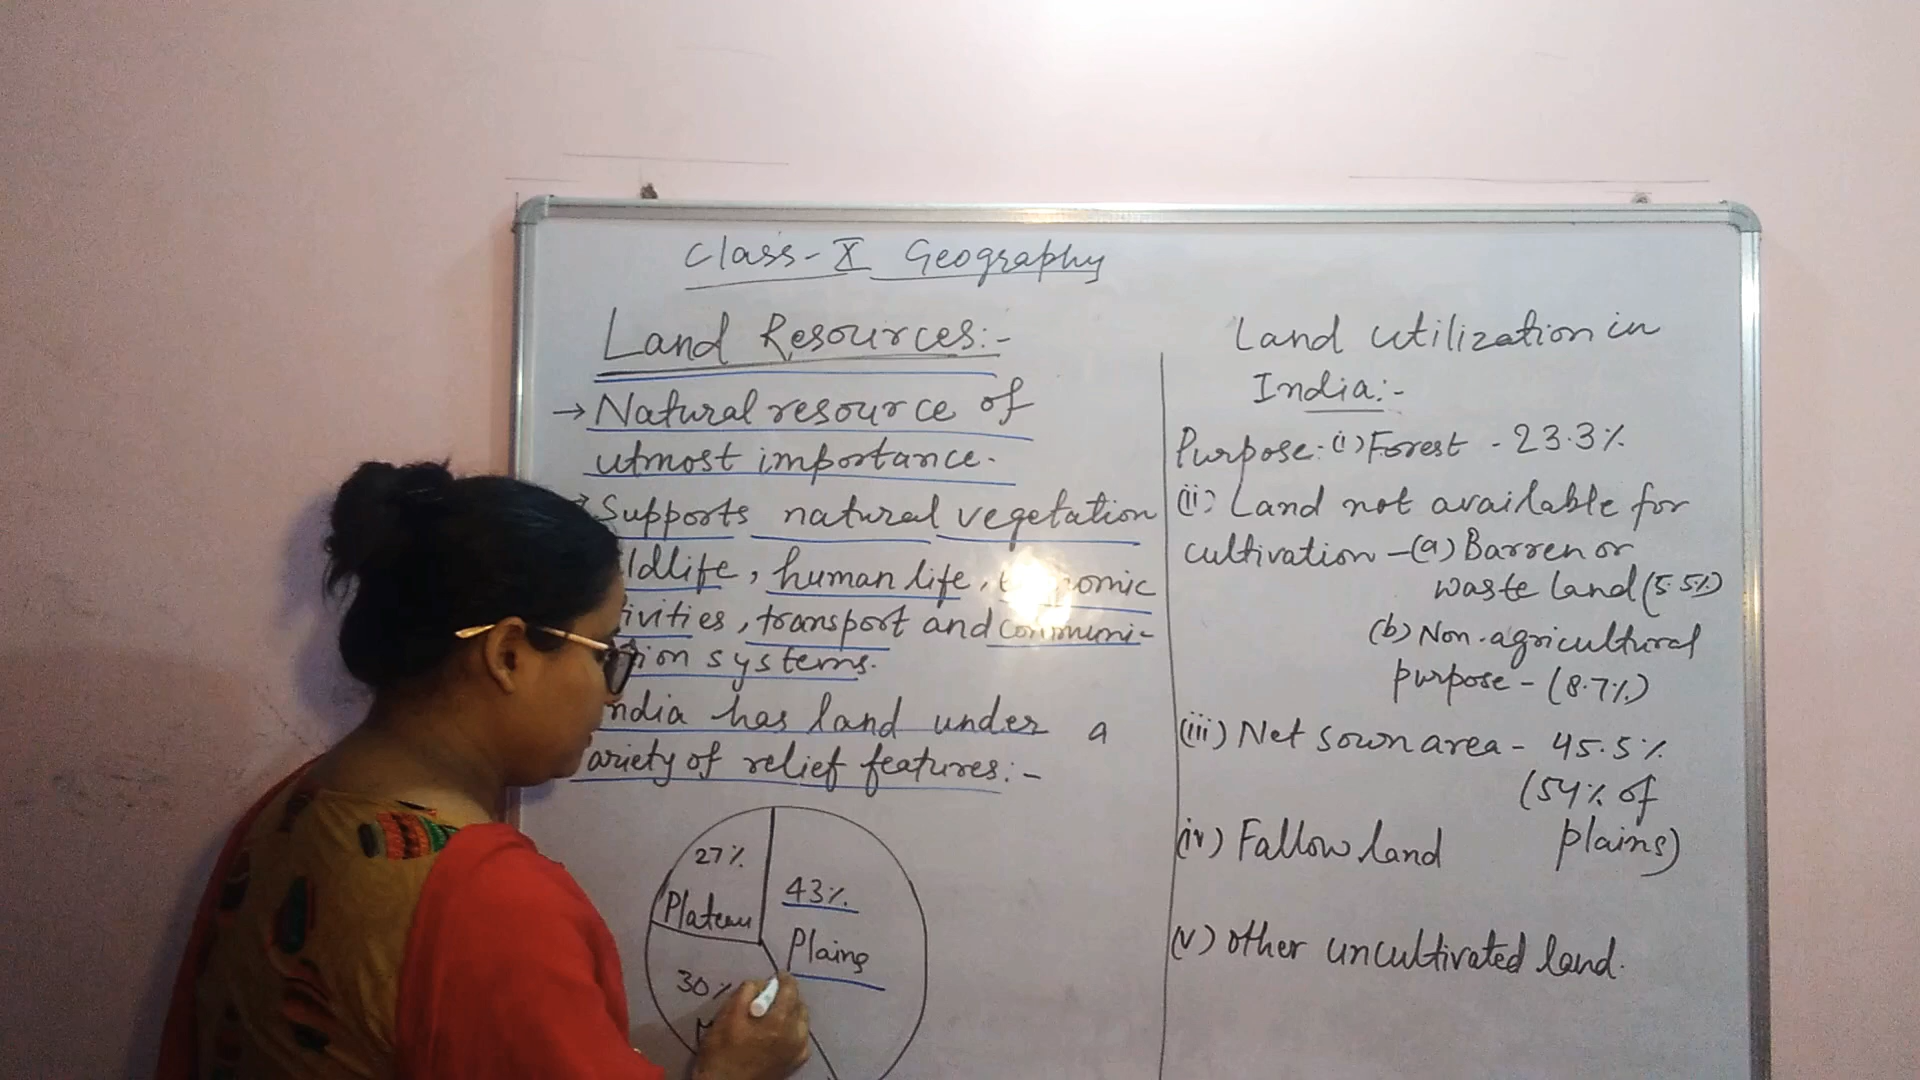 Class-X Geography
Land Resources:-
→ Natural resource of
utmost importance.
→ Supports natural vegetation
ldlife, human life, omic
ivities, transport and communi-
ion systems.
ndia has land under a
ariety of relief features:-
27%
Plateau
43%
Plains
30%
M
Land utilization in
India:-
Purpose:(i) Forest - 23.3%
(ii) Land not available for
cultivation -(a) Barren or
waste land (5.5%)
(b) Non-agricultural
purpose - (8.7%)
(iii) Net sown area - 45.5%
(54% of
(iv) Fallow land plains)
(v) other uncultivated land.